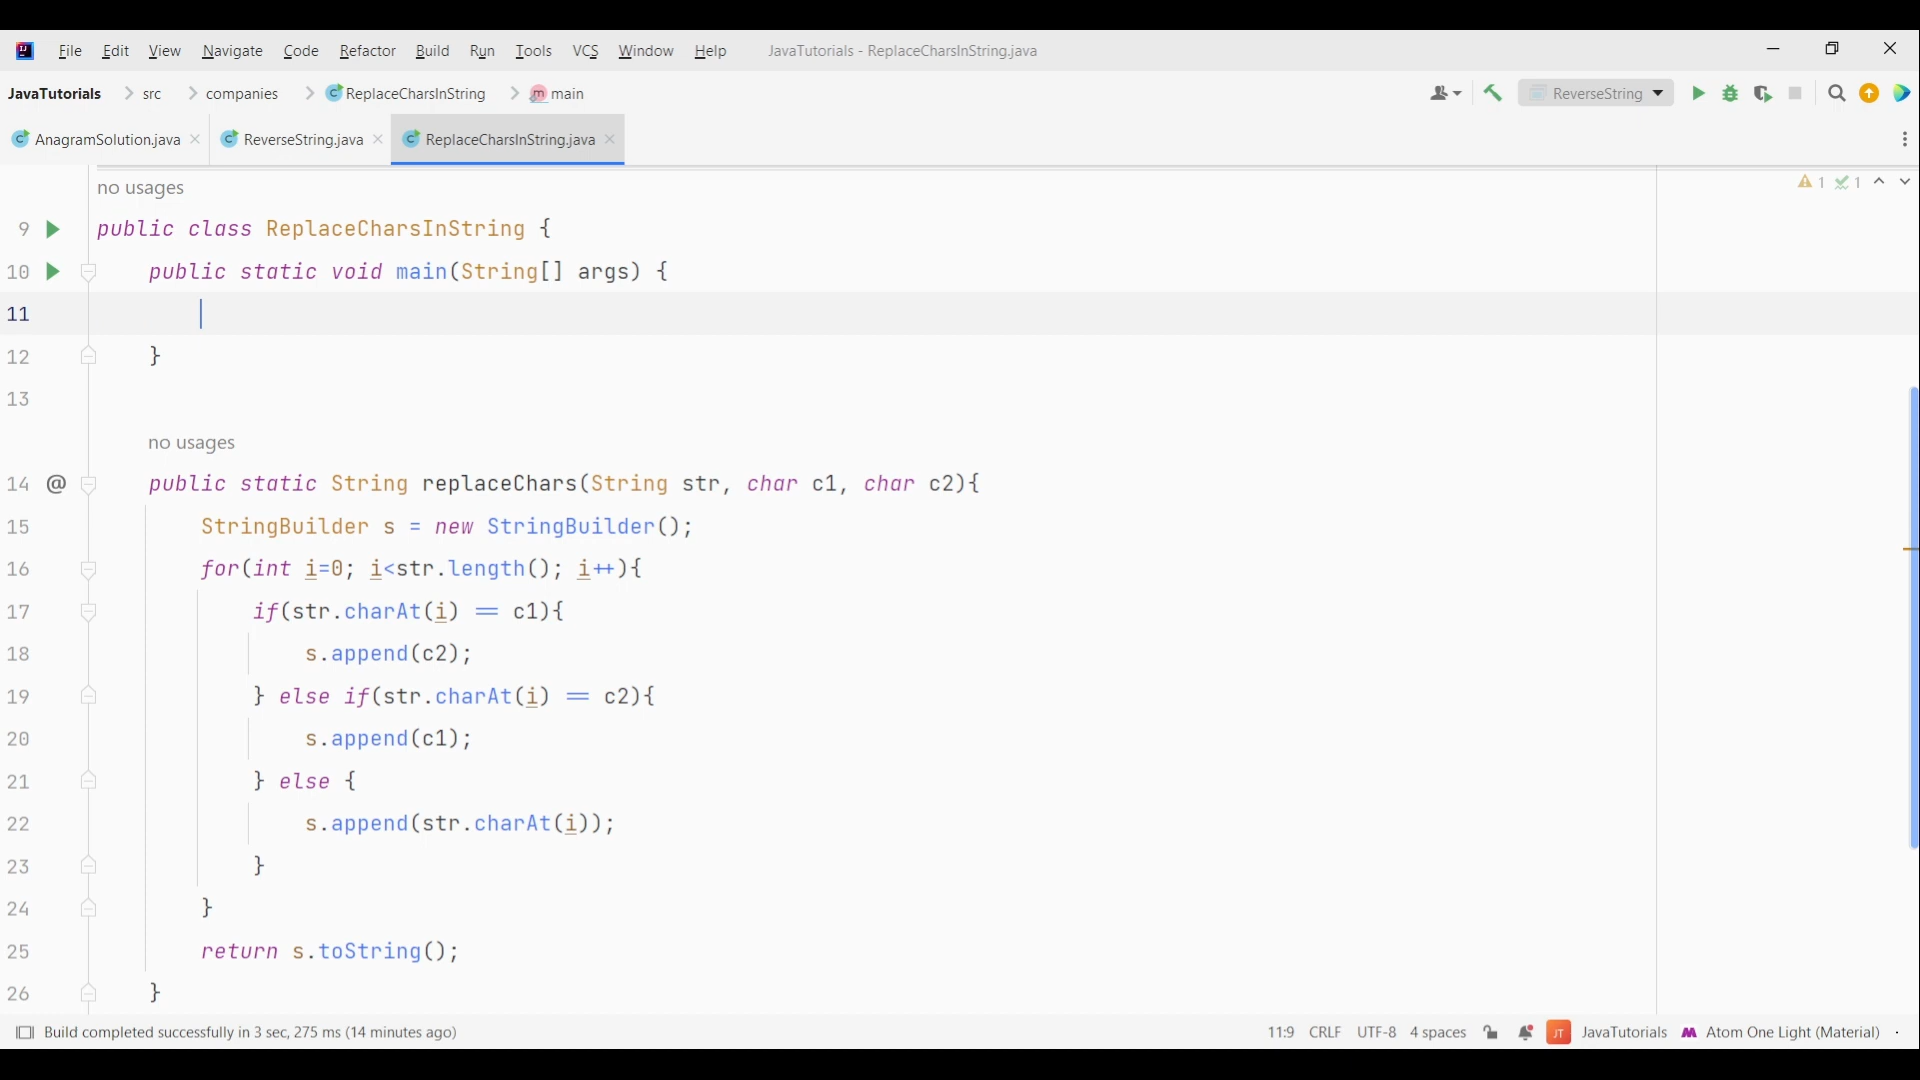 File Edit View Navigate Code Refactor Build Run Tools VCS Window Help JavaTutorials - ReplaceCharsInString.java
JavaTutorials src companies ReplaceCharsInString main ReverseString
AnagramSolution.java ReverseString.java ReplaceCharsInString.java
no usages 1 1
9 public class ReplaceCharsInString {
10 public static void main(String[] args) {
11
12 }
13
no usages
14 @ public static String replaceChars(String str, char c1, char c2){
15 StringBuilder s = new StringBuilder();
16 for(int i=0; i<str.length(); i++){
17 if(str.charAt(i) == c1){
18 s.append(c2);
19 } else if(str.charAt(i) == c2){
20 s.append(c1);
21 } else {
22 s.append(str.charAt(i));
23 }
24 }
25 return s.toString();
26 }
Build completed successfully in 3 sec, 275 ms (14 minutes ago) 11:9 CRLF UTF-8 4 spaces JT JavaTutorials Atom One Light (Material)